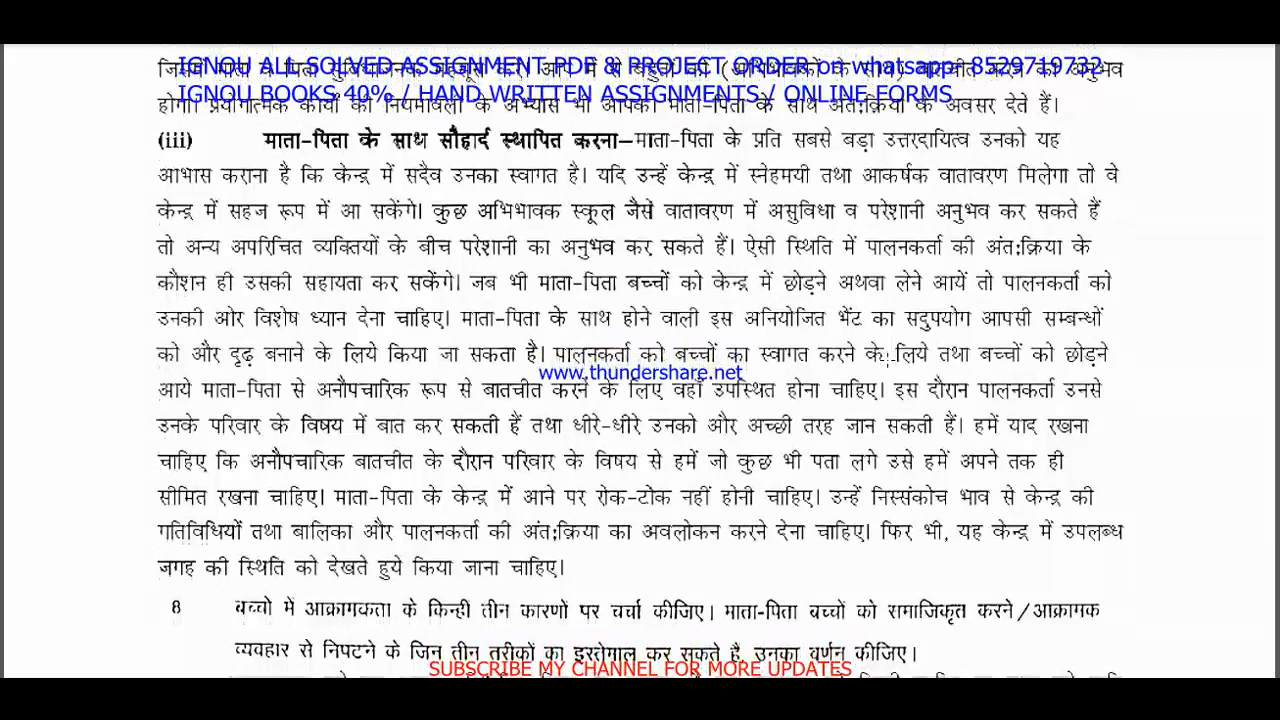 IGNOU ALL SOLVED ASSIGNMENT PDF & PROJECT ORDER on whatsapp- 8529719732
IGNOU BOOKS 40% / HAND WRITTEN ASSIGNMENTS / ONLINE FORMS
होगा। प्रयोगात्मक कार्यों की नियमावली के अभ्यास भी आपको माता-पिता के साथ अंत:क्रिया के अवसर देते हैं।
(iii) माता-पिता के साथ सौहार्द स्थापित करना–माता-पिता के प्रति सबसे बड़ा उत्तरदायित्व उनको यह
आभास कराना है कि केन्द्र में सदैव उनका स्वागत है। यदि उन्हें केन्द्र में स्नेहमयी तथा आकर्षक वातावरण मिलेगा तो वे
केन्द्र में सहज रूप में आ सकेंगे। कुछ अभिभावक स्कूल जैसे वातावरण में असुविधा व परेशानी अनुभव कर सकते हैं
तो अन्य अपरिचित व्यक्तियों के बीच परेशानी का अनुभव कर सकते हैं। ऐसी स्थिति में पालनकर्ता की अंत:क्रिया के
कौशन ही उसकी सहायता कर सकेंगे। जब भी माता-पिता बच्चों को केन्द्र में छोड़ने अथवा लेने आयें तो पालनकर्ता को
उनकी ओर विशेष ध्यान देना चाहिए। माता-पिता के साथ होने वाली इस अनियोजित भेंट का सदुपयोग आपसी सम्बन्धों
को और दृढ़ बनाने के लिये किया जा सकता है। पालनकर्ता को बच्चों का स्वागत करने के लिये तथा बच्चों को छोड़ने
www.thundershare.net
आये माता-पिता से अनौपचारिक रूप से बातचीत करने के लिए वहाँ उपस्थित होना चाहिए। इस दौरान पालनकर्ता उनसे
उनके परिवार के विषय में बात कर सकती हैं तथा धीरे-धीरे उनको और अच्छी तरह जान सकती हैं। हमें याद रखना
चाहिए कि अनौपचारिक बातचीत के दौरान परिवार के विषय से हमें जो कुछ भी पता लगे उसे हमें अपने तक ही
सीमित रखना चाहिए। माता-पिता के केन्द्र में आने पर रोक-टोक नहीं होनी चाहिए। उन्हें निस्संकोच भाव से केन्द्र की
गतिविधियों तथा बालिका और पालनकर्ता की अंत:क्रिया का अवलोकन करने देना चाहिए। फिर भी, यह केन्द्र में उपलब्ध
जगह की स्थिति को देखते हुये किया जाना चाहिए।
8 बच्चो में आक्रामकता के किन्ही तीन कारणों पर चर्चा कीजिए। माता-पिता बच्चों को सामाजिकृत करने/आक्रामक
व्यवहार से निपटने के जिन तीन तरीकों का इस्तेगाल कर सकते हैं, उनका वर्णन कीजिए।
SUBSCRIBE MY CHANNEL FOR MORE UPDATES